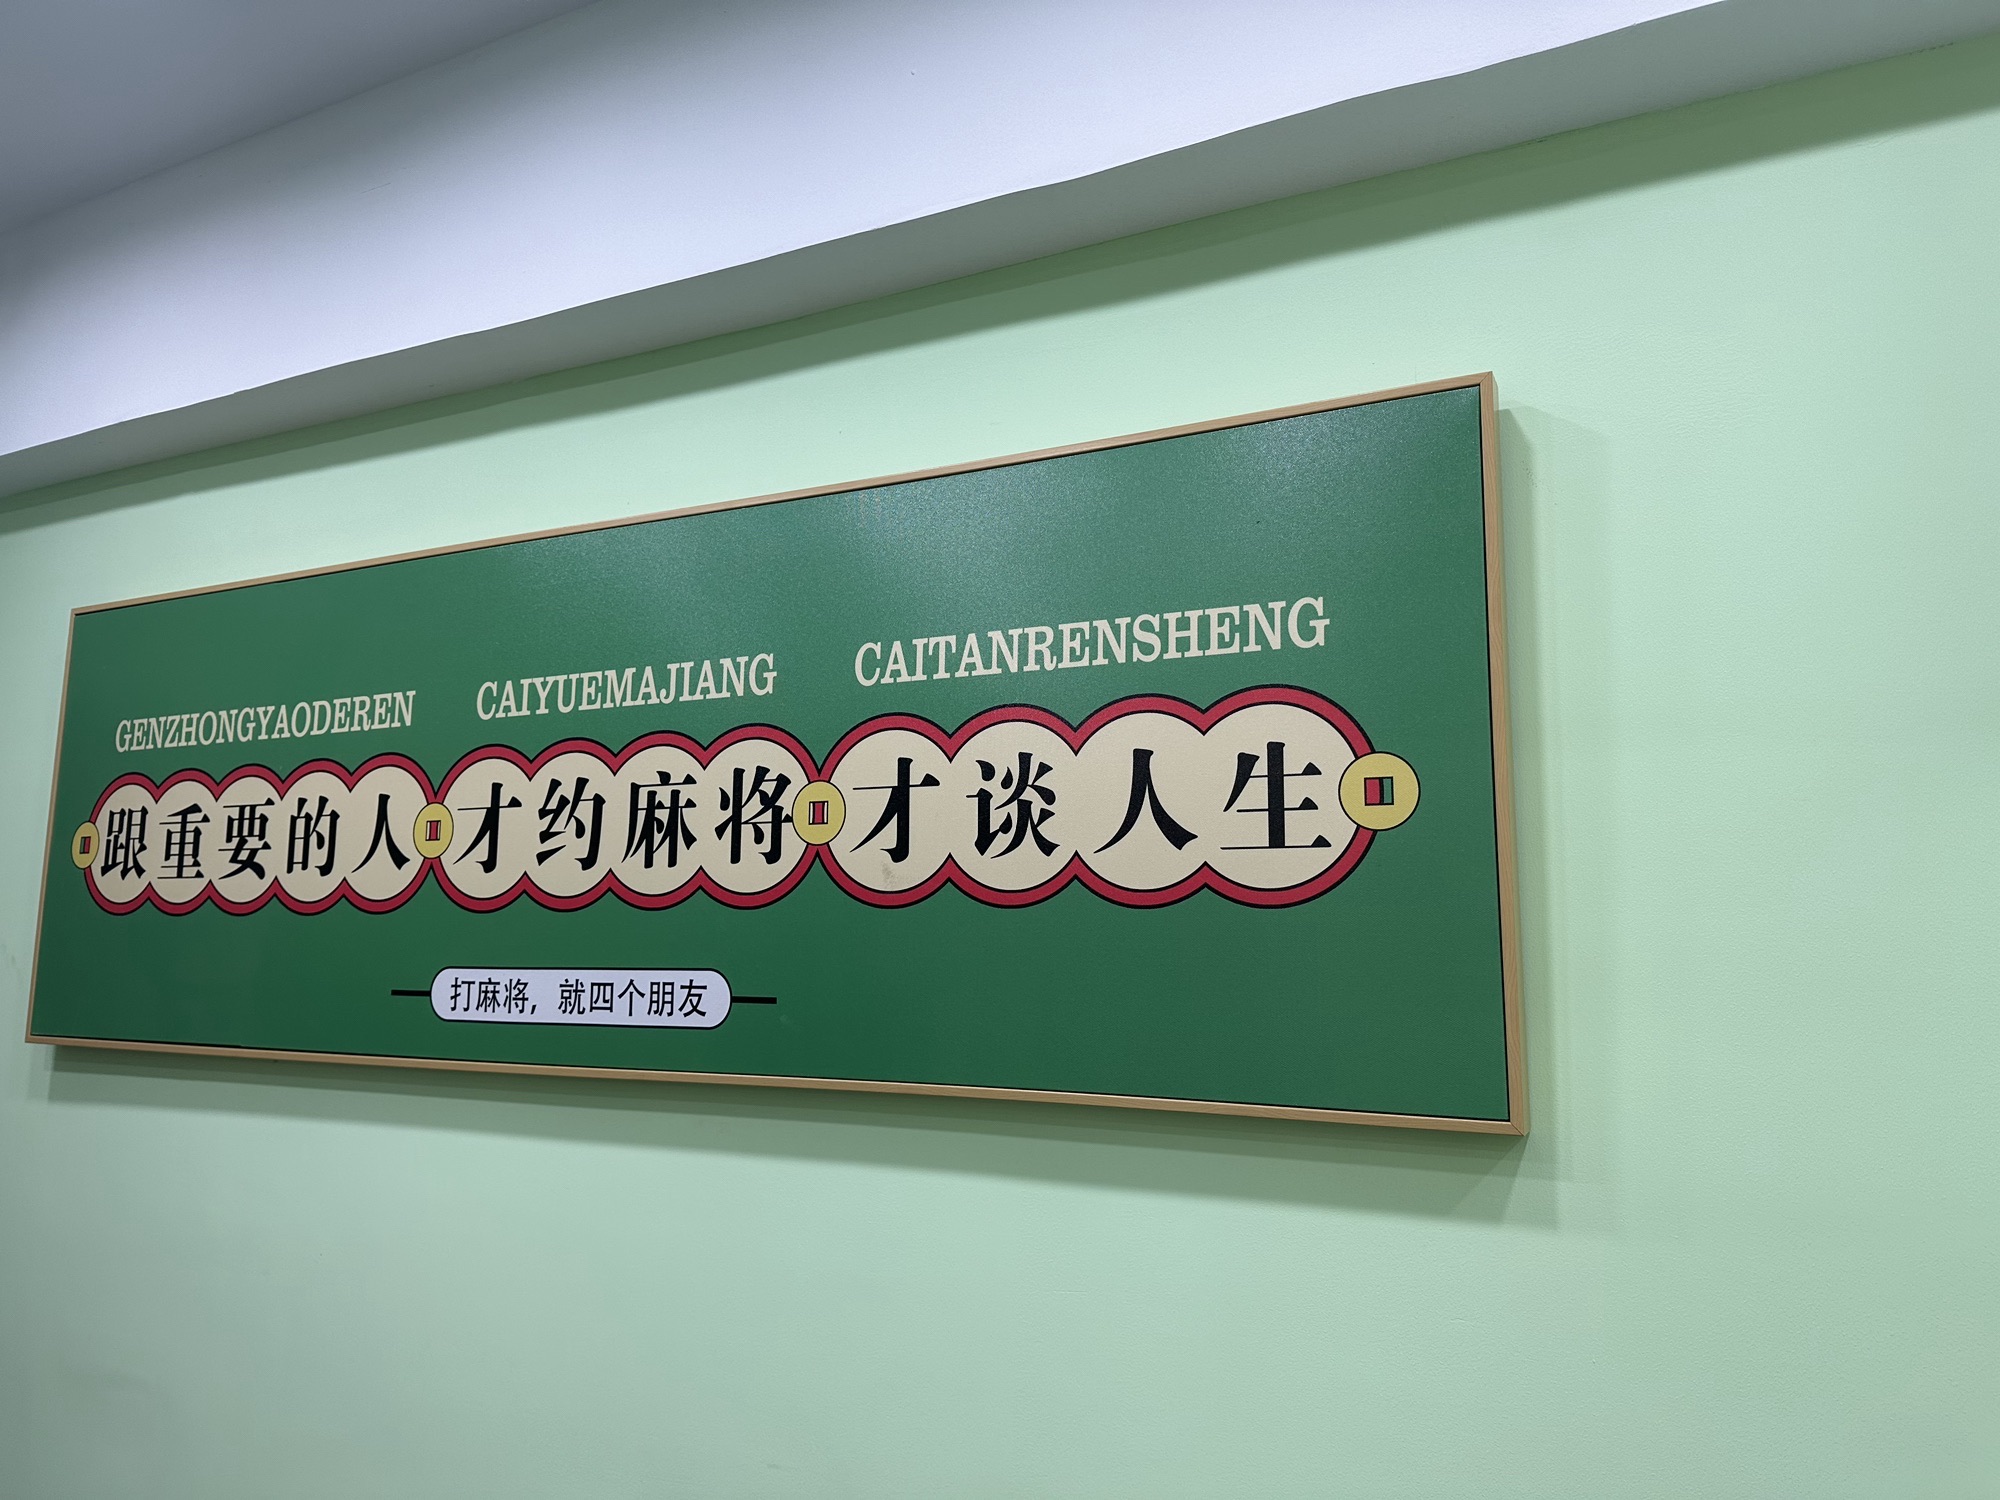 GENZHONGYAODEREN CAIYUEMAJIANG CAITANRENSHENG
跟重要的人 才约麻将 才谈人生
打麻将，就四个朋友